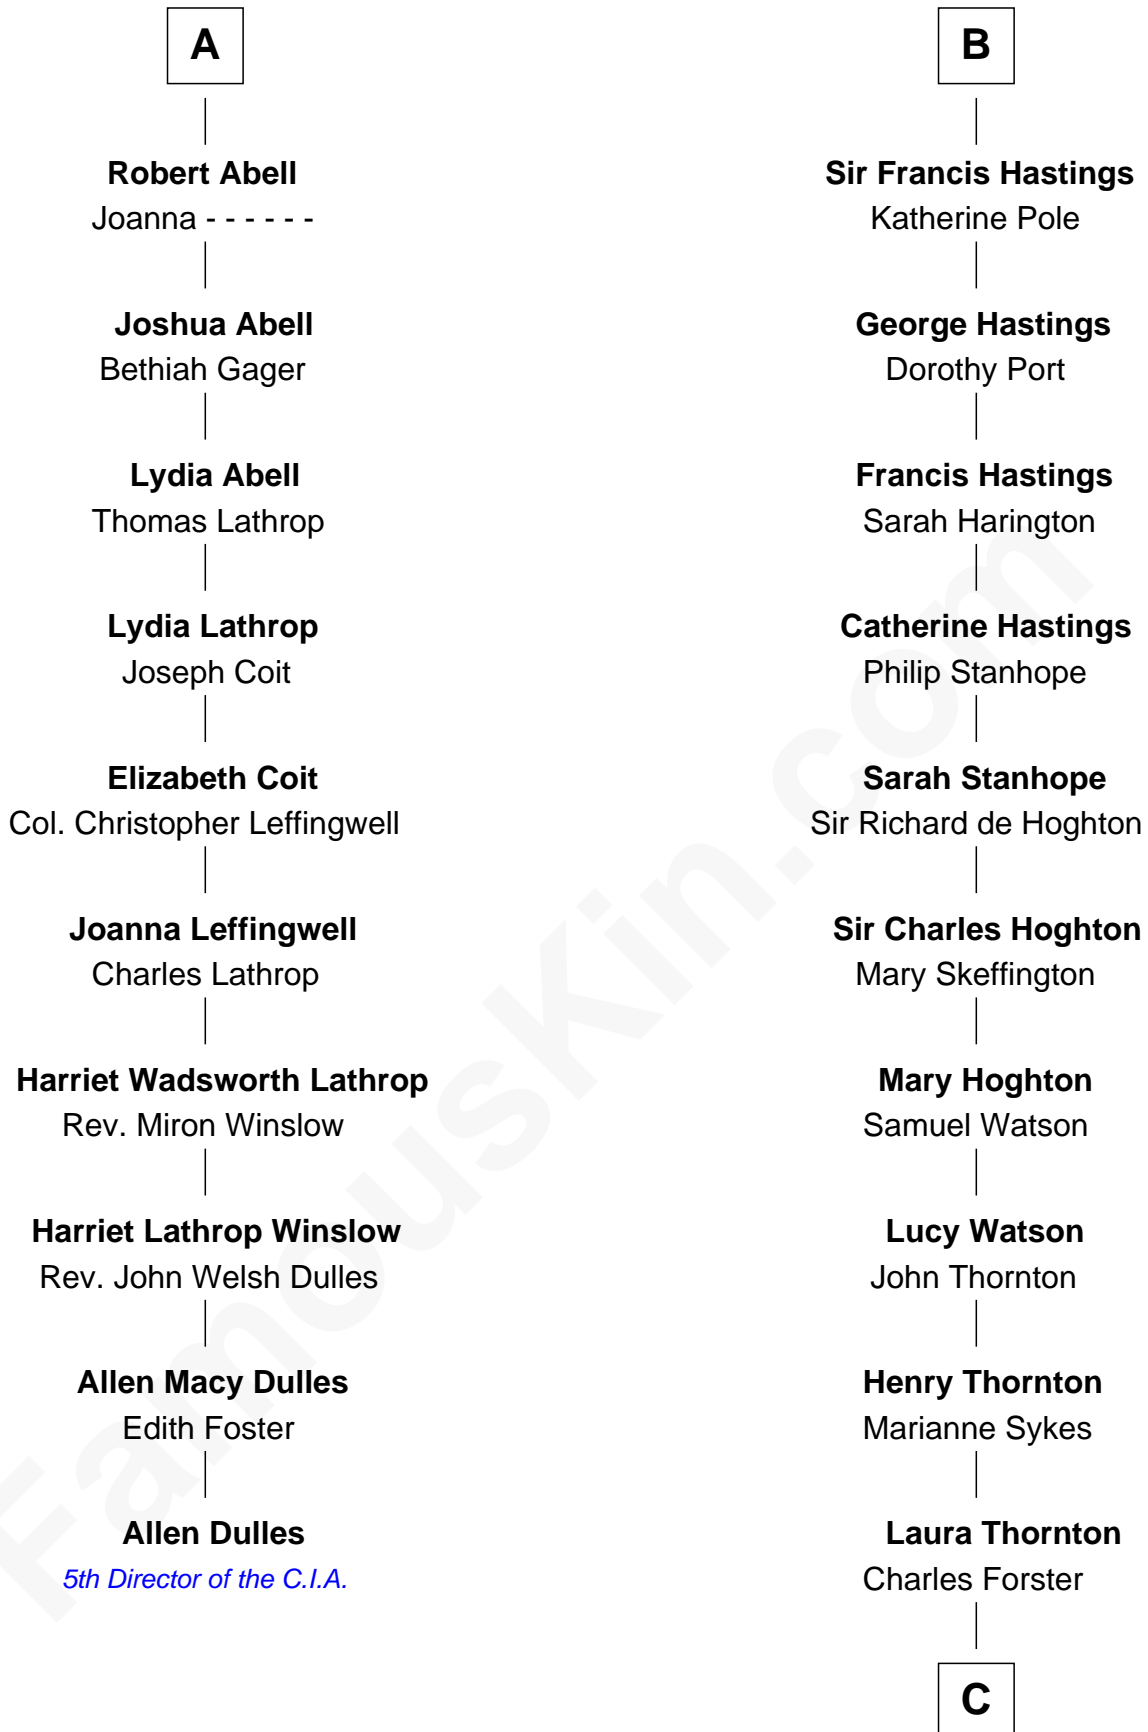 A
Robert Abell
Joanna - - - - - -
Joshua Abell
Bethiah Gager
Lydia Abell
Thomas Lathrop
Lydia Lathrop
Joseph Coit
Elizabeth Coit
Col. Christopher Leffingwell
Joanna Leffingwell
Charles Lathrop
Harriet Wadsworth Lathrop
Rev. Miron Winslow
Harriet Lathrop Winslow
Rev. John Welsh Dulles
Allen Macy Dulles
Edith Foster
Allen Dulles
5th Director of the C.I.A.
B
Sir Francis Hastings
Katherine Pole
George Hastings
Dorothy Port
Francis Hastings
Sarah Harington
Catherine Hastings
Philip Stanhope
Sarah Stanhope
Sir Richard de Hoghton
Sir Charles Hoghton
Mary Skeffington
Mary Hoghton
Samuel Watson
Lucy Watson
John Thornton
Henry Thornton
Marianne Sykes
Laura Thornton
Charles Forster
C
FamousKin.com